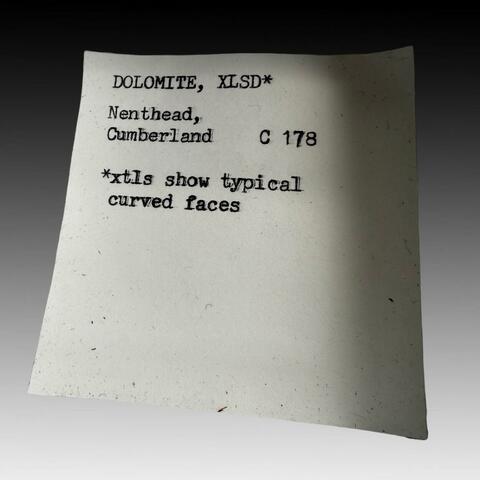 DOLOMITE, XLSD*
Nenthead,
Cumberland C 178
*xtls show typical
curved faces